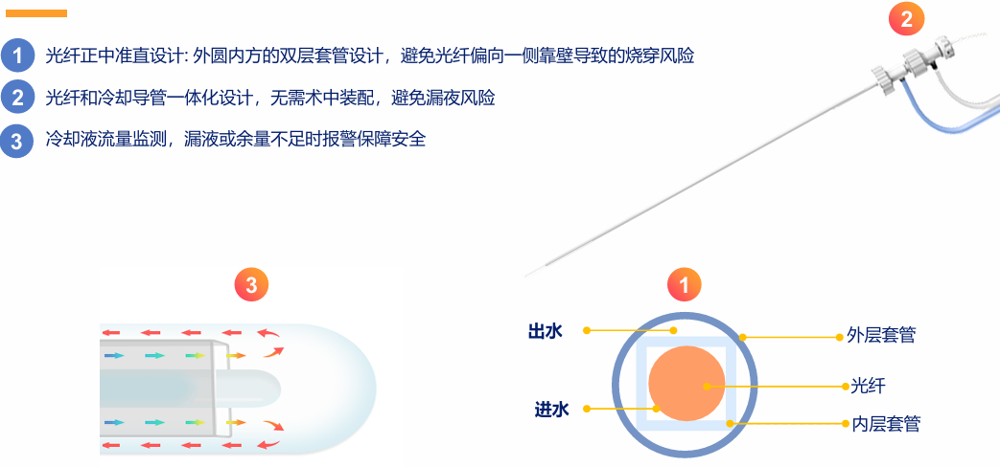 1 光纤正中准直设计: 外圆内方的双层套管设计，避免光纤偏向一侧靠壁导致的烧穿风险
2 光纤和冷却导管一体化设计，无需术中装配，避免漏夜风险
3 冷却液流量监测，漏液或余量不足时报警保障安全
2
3
1
出水
外层套管
光纤
进水
内层套管